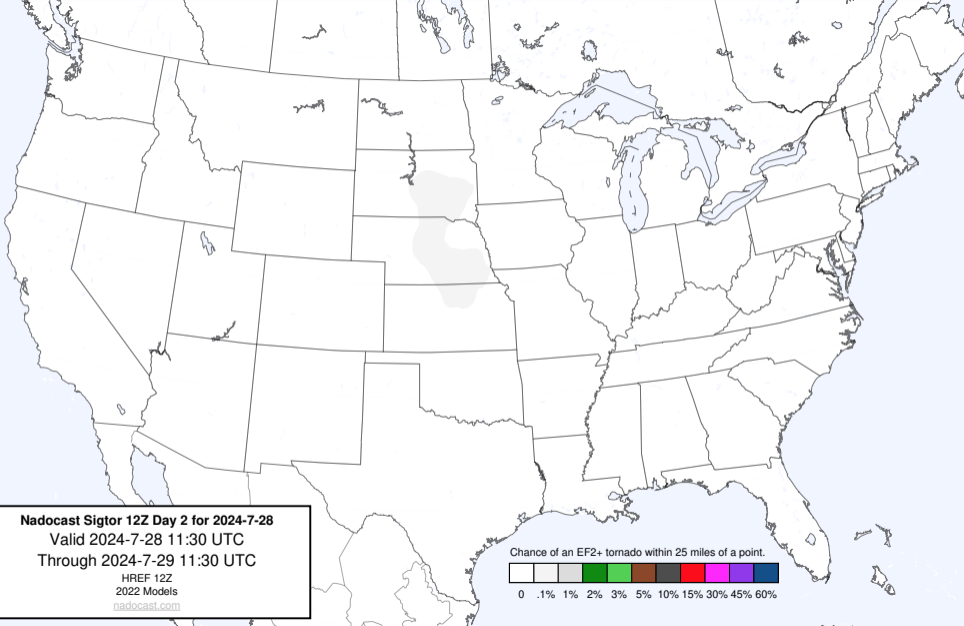 Nadocast Sigtor 12Z Day 2 for 2024-7-28
Valid 2024-7-28 11:30 UTC
Through 2024-7-29 11:30 UTC
HREF 12Z
2022 Models
nadocast.com
Chance of an EF2+ tornado within 25 miles of a point.
0 .1% 1% 2% 3% 5% 10% 15% 30% 45% 60%